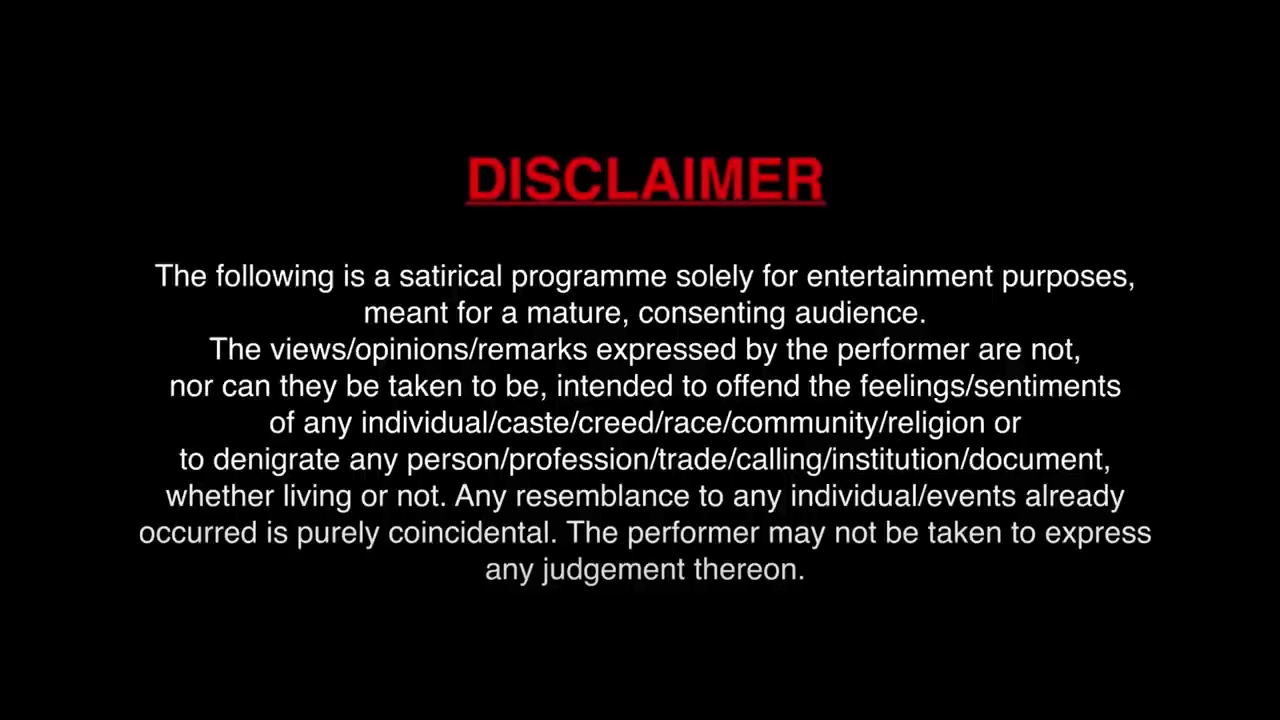 DISCLAIMER
The following is a satirical programme solely for entertainment purposes,
meant for a mature, consenting audience.
The views/opinions/remarks expressed by the performer are not,
nor can they be taken to be, intended to offend the feelings/sentiments
of any individual/caste/creed/race/community/religion or
to denigrate any person/profession/trade/calling/institution/document,
whether living or not. Any resemblance to any individual/events already
occurred is purely coincidental. The performer may not be taken to express
any judgement thereon.